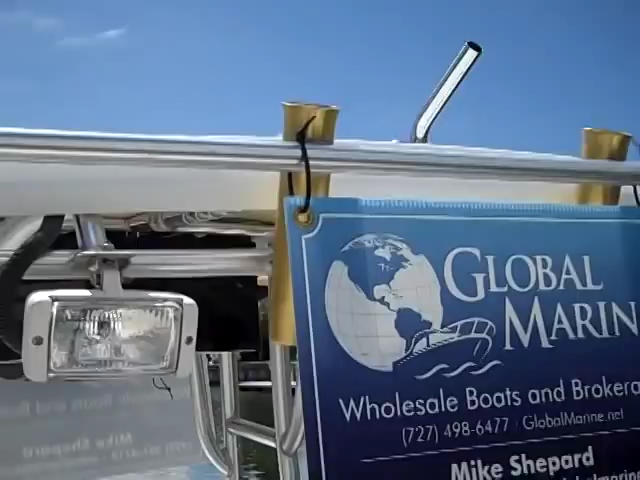 GLOBAL
MARIN
Wholesale Boats and Brokera
(727) 498-6477 GlobalMarine.net
Mike Shepard